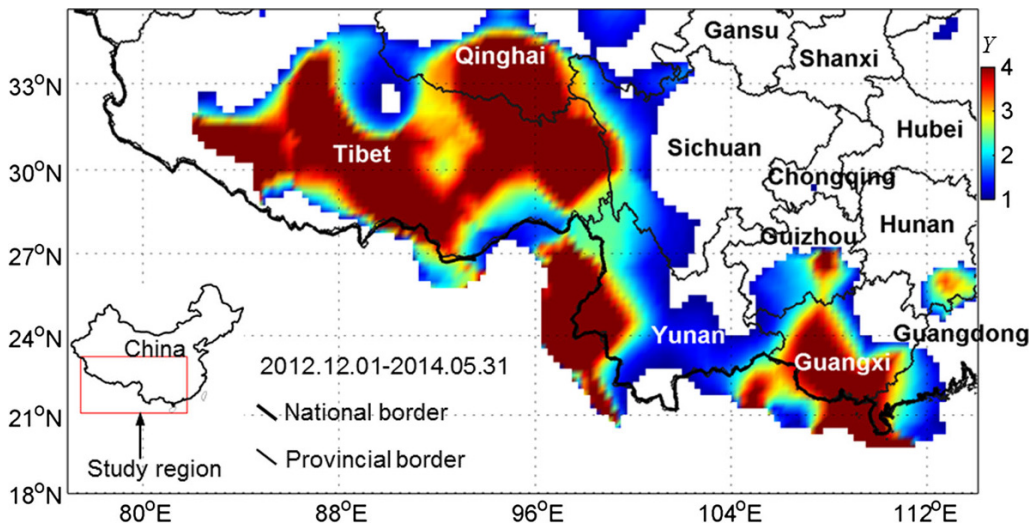 Gansu
Qinghai
Shanxi
Y
33°N
4
3
2
1
Hubei
Tibet
Sichuan
30°N
Chongqing
Hunan
Guizhou
27°N
24°N
China
Yunan
Guangdong
2012.12.01-2014.05.31
Guangxi
National border
21°N
Provincial border
Study region
18°N
80°E
88°E
96°E
104°E
112°E